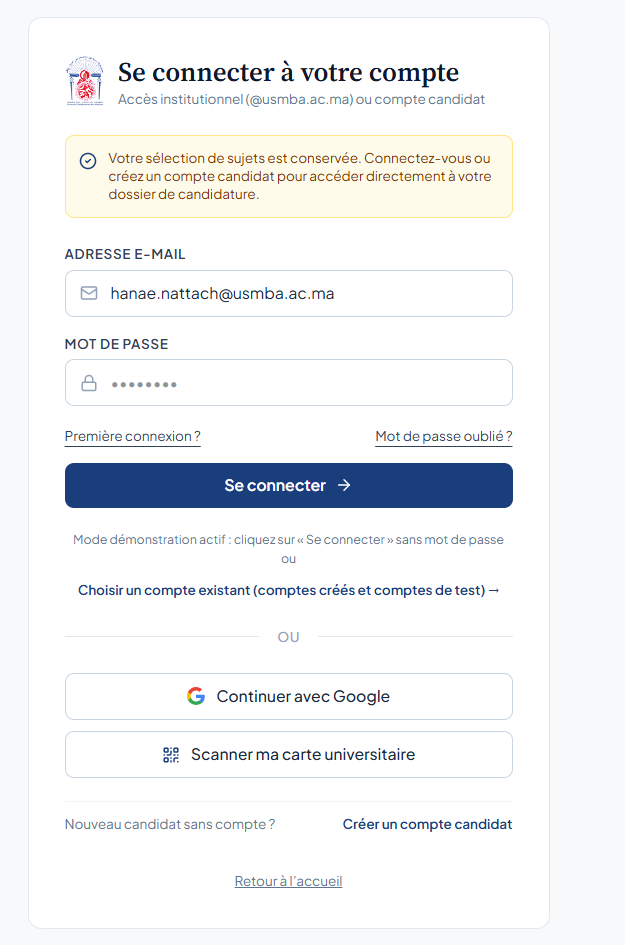 Se connecter à votre compte
Accès institutionnel (@usmba.ac.ma) ou compte candidat
Votre sélection de sujets est conservée. Connectez-vous ou
créez un compte candidat pour accéder directement à votre
dossier de candidature.
ADRESSE E-MAIL
hanae.nattach@usmba.ac.ma
MOT DE PASSE
••••••••
Première connexion ?
Mot de passe oublié ?
Se connecter →
Mode démonstration actif : cliquez sur « Se connecter » sans mot de passe
ou
Choisir un compte existant (comptes créés et comptes de test) →
OU
Continuer avec Google
Scanner ma carte universitaire
Nouveau candidat sans compte ?
Créer un compte candidat
Retour à l'accueil